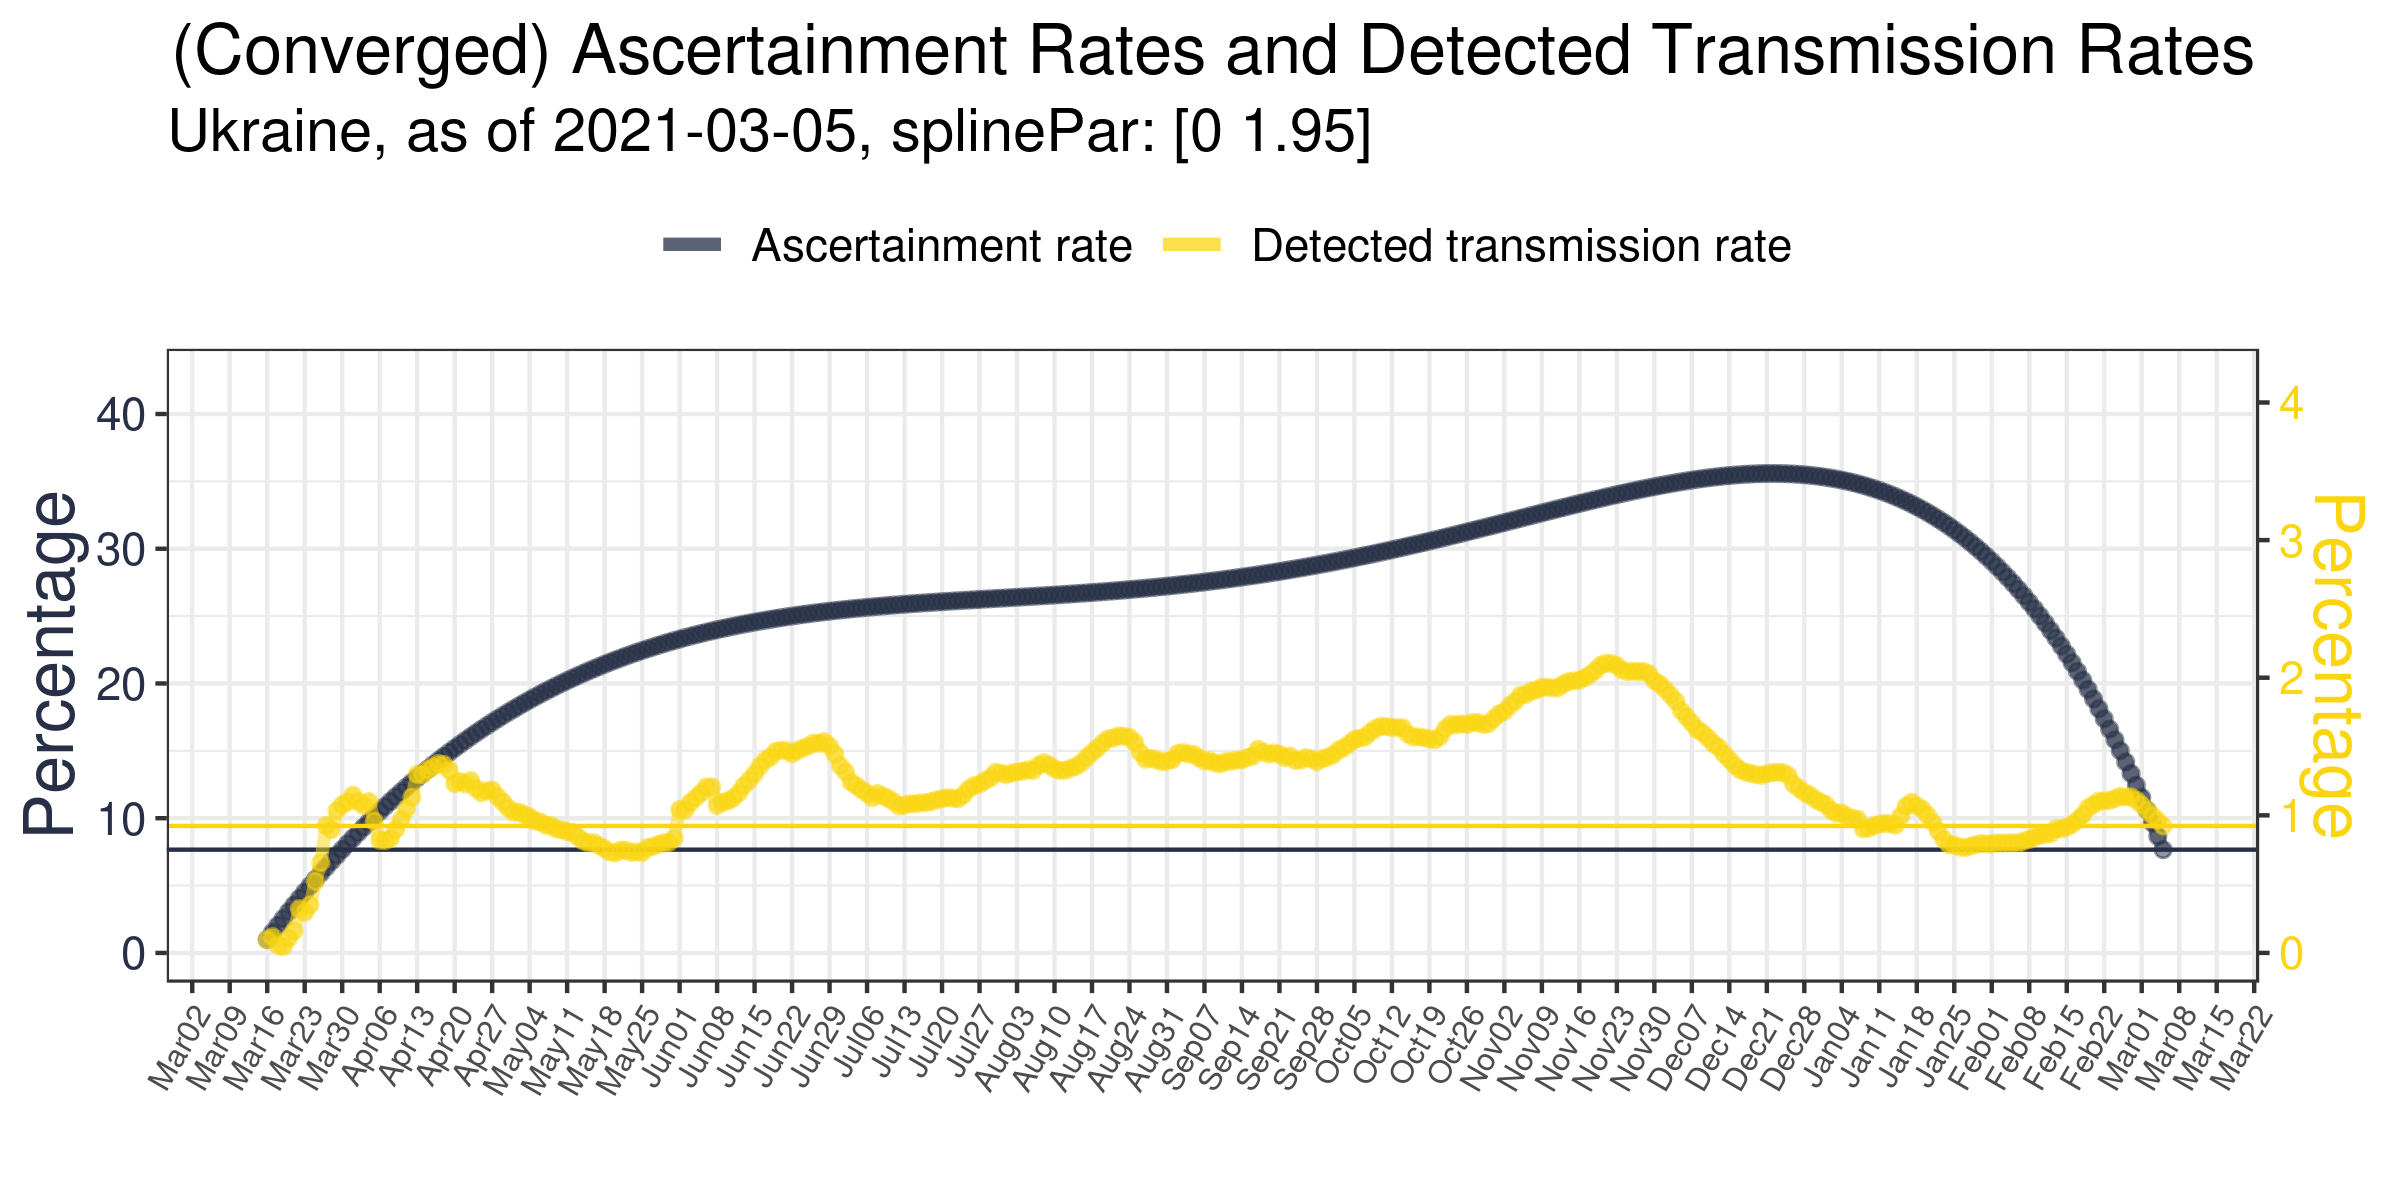 (Converged) Ascertainment Rates and Detected Transmission Rates
Ukraine, as of 2021-03-05, splinePar: [0 1.95]
Ascertainment rate
Detected transmission rate
Percentage
40
30
20
10
0
4
3
2
1
0
Percentage
Mar02
Mar09
Mar16
Mar23
Mar30
Apr06
Apr13
Apr20
Apr27
May04
May11
May18
May25
Jun01
Jun08
Jun15
Jun22
Jun29
Jul06
Jul13
Jul20
Jul27
Aug03
Aug10
Aug17
Aug24
Aug31
Sep07
Sep14
Sep21
Sep28
Oct05
Oct12
Oct19
Oct26
Nov02
Nov09
Nov16
Nov23
Nov30
Dec07
Dec14
Dec21
Dec28
Jan04
Jan11
Jan18
Jan25
Feb01
Feb08
Feb15
Feb22
Mar01
Mar08
Mar15
Mar22